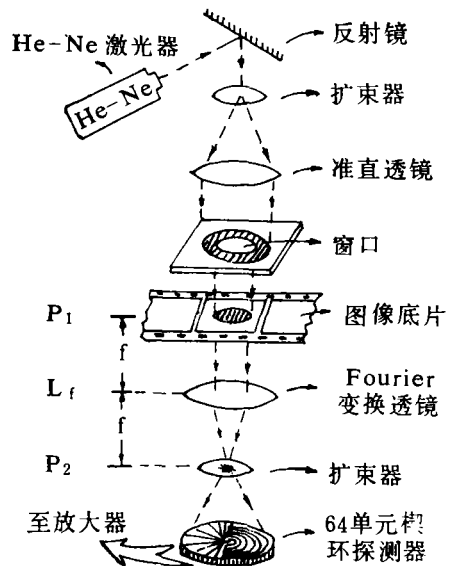 He-Ne 激光器
He-Ne
反射镜
扩束器
准直透镜
窗口
P1
图像底片
f
Lf
Fourier
变换透镜
f
P2
扩束器
至放大器
64单元楔
环探测器